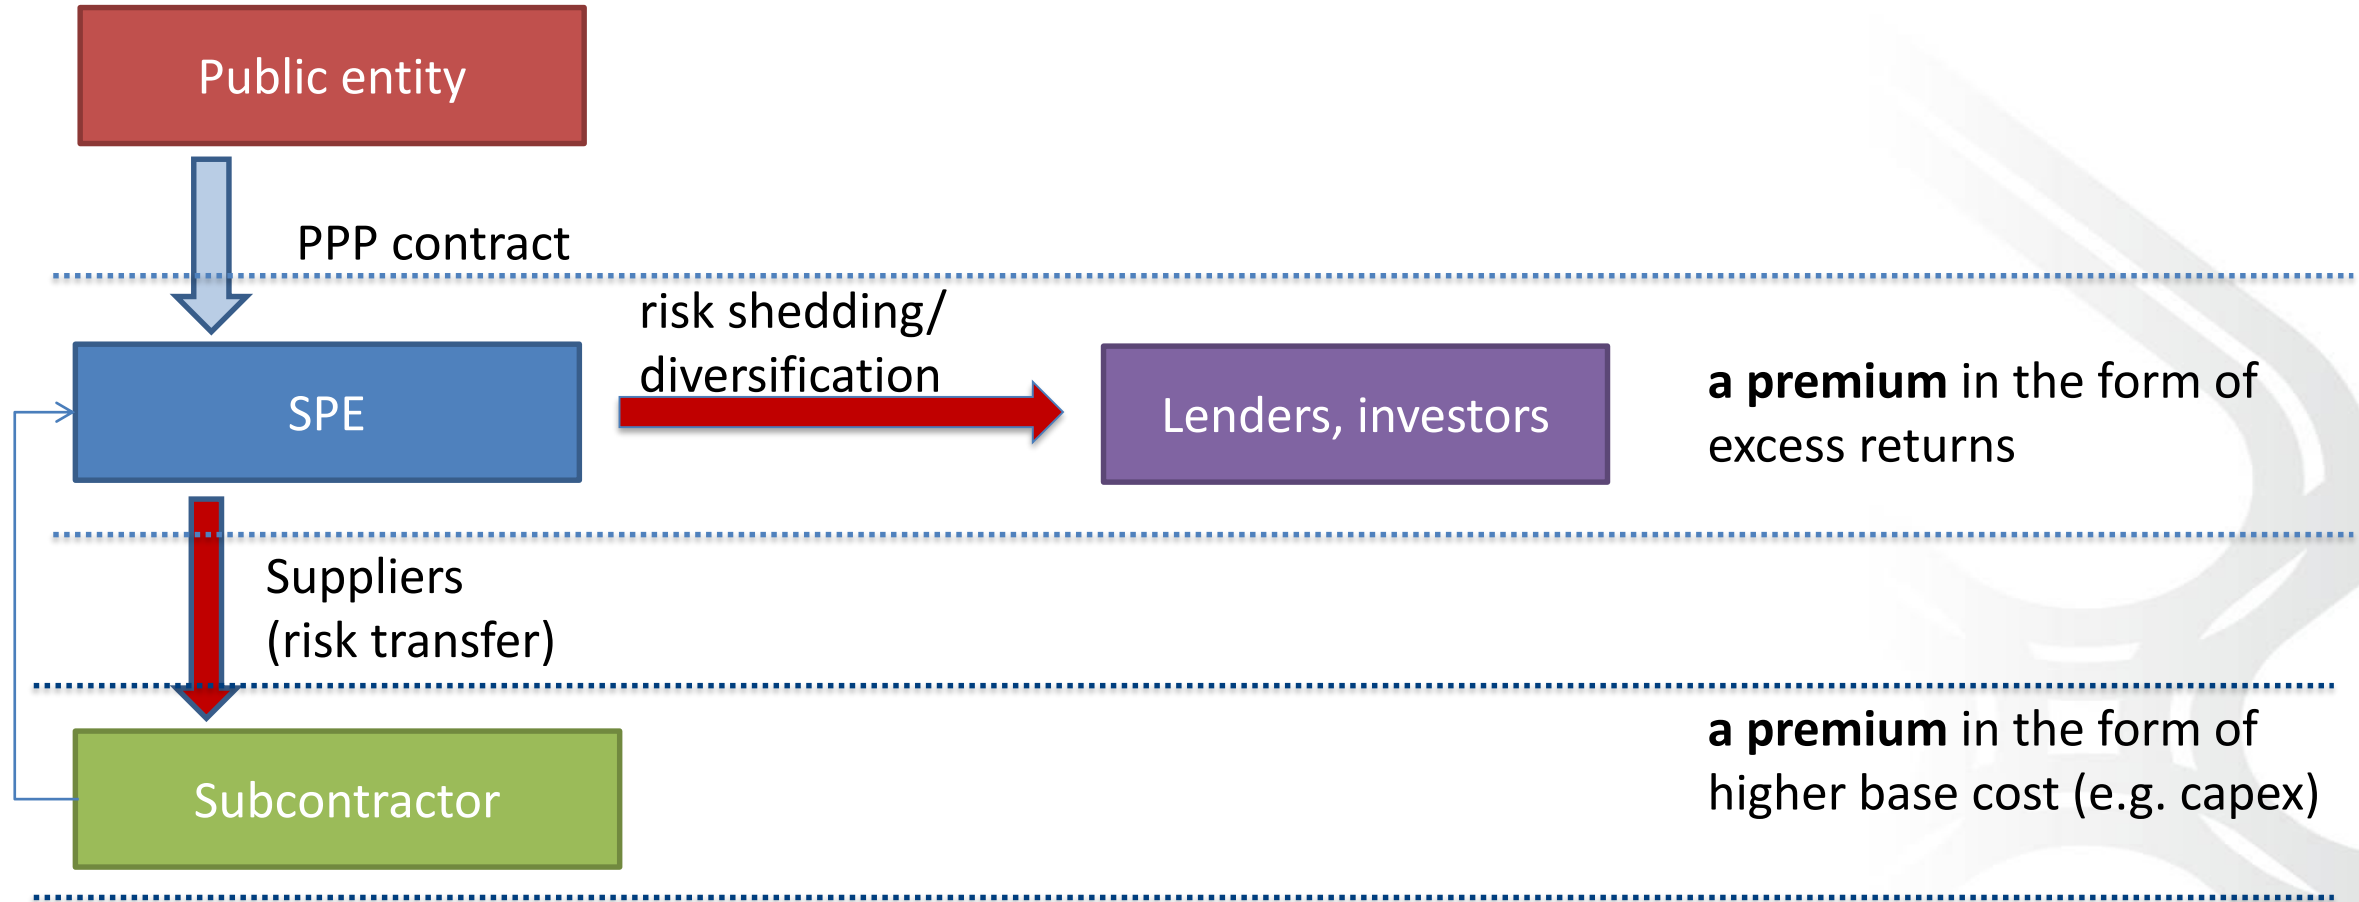 Public entity
PPP contract
risk shedding/
diversification
SPE
Lenders, investors
a premium in the form of
excess returns
Suppliers
(risk transfer)
Subcontractor
a premium in the form of
higher base cost (e.g. capex)